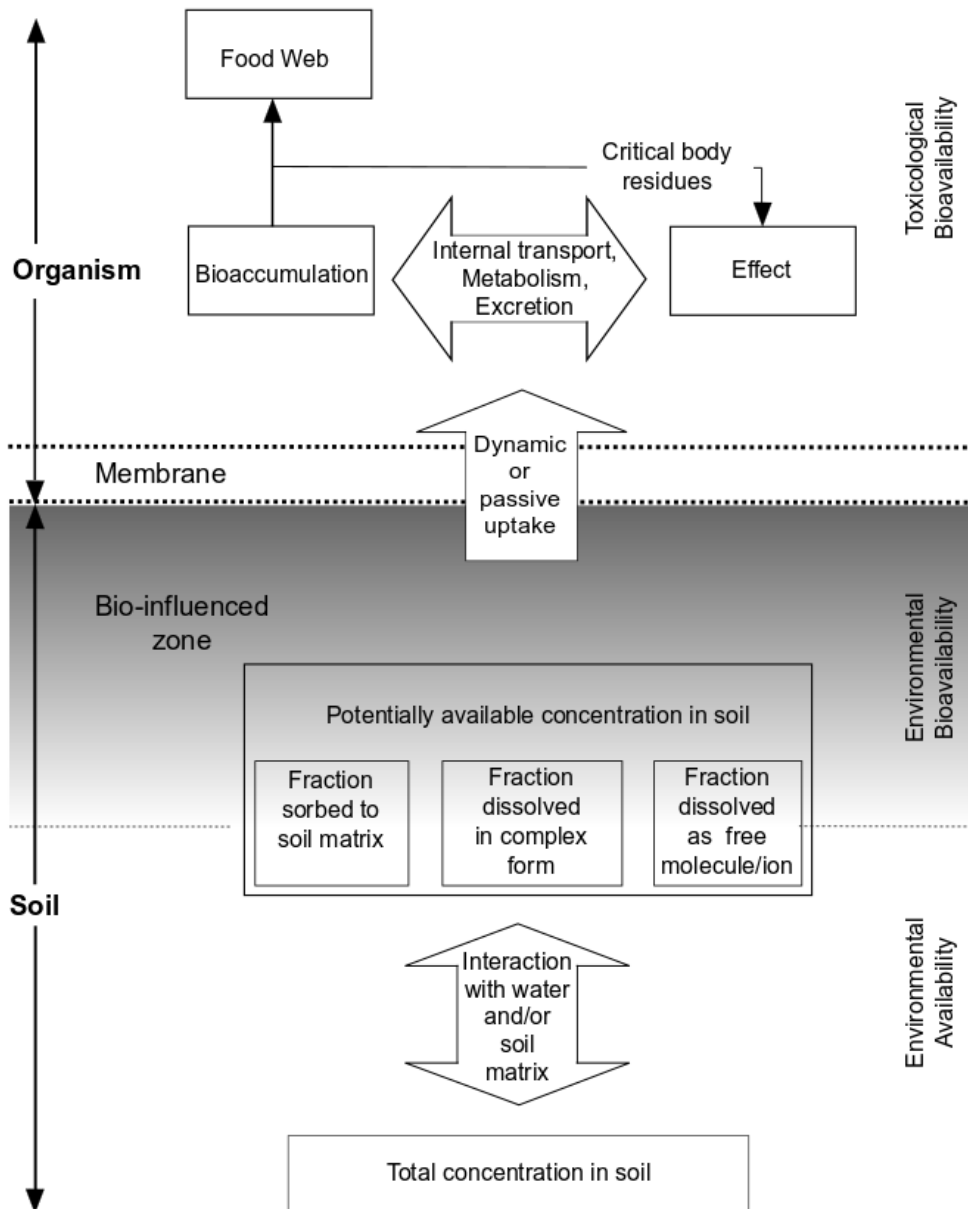 Food Web
Critical body
residues
Toxicological
Bioavailability
Organism
Bioaccumulation
Internal transport,
Metabolism,
Excretion
Effect
Membrane
Dynamic
or
passive
uptake
Bio-influenced
zone
Environmental
Bioavailability
Potentially available concentration in soil
Fraction
sorbed to
soil matrix
Fraction
dissolved
in complex
form
Fraction
dissolved
as free
molecule/ion
Soil
Interaction
with water
and/or
soil
matrix
Environmental
Availability
Total concentration in soil